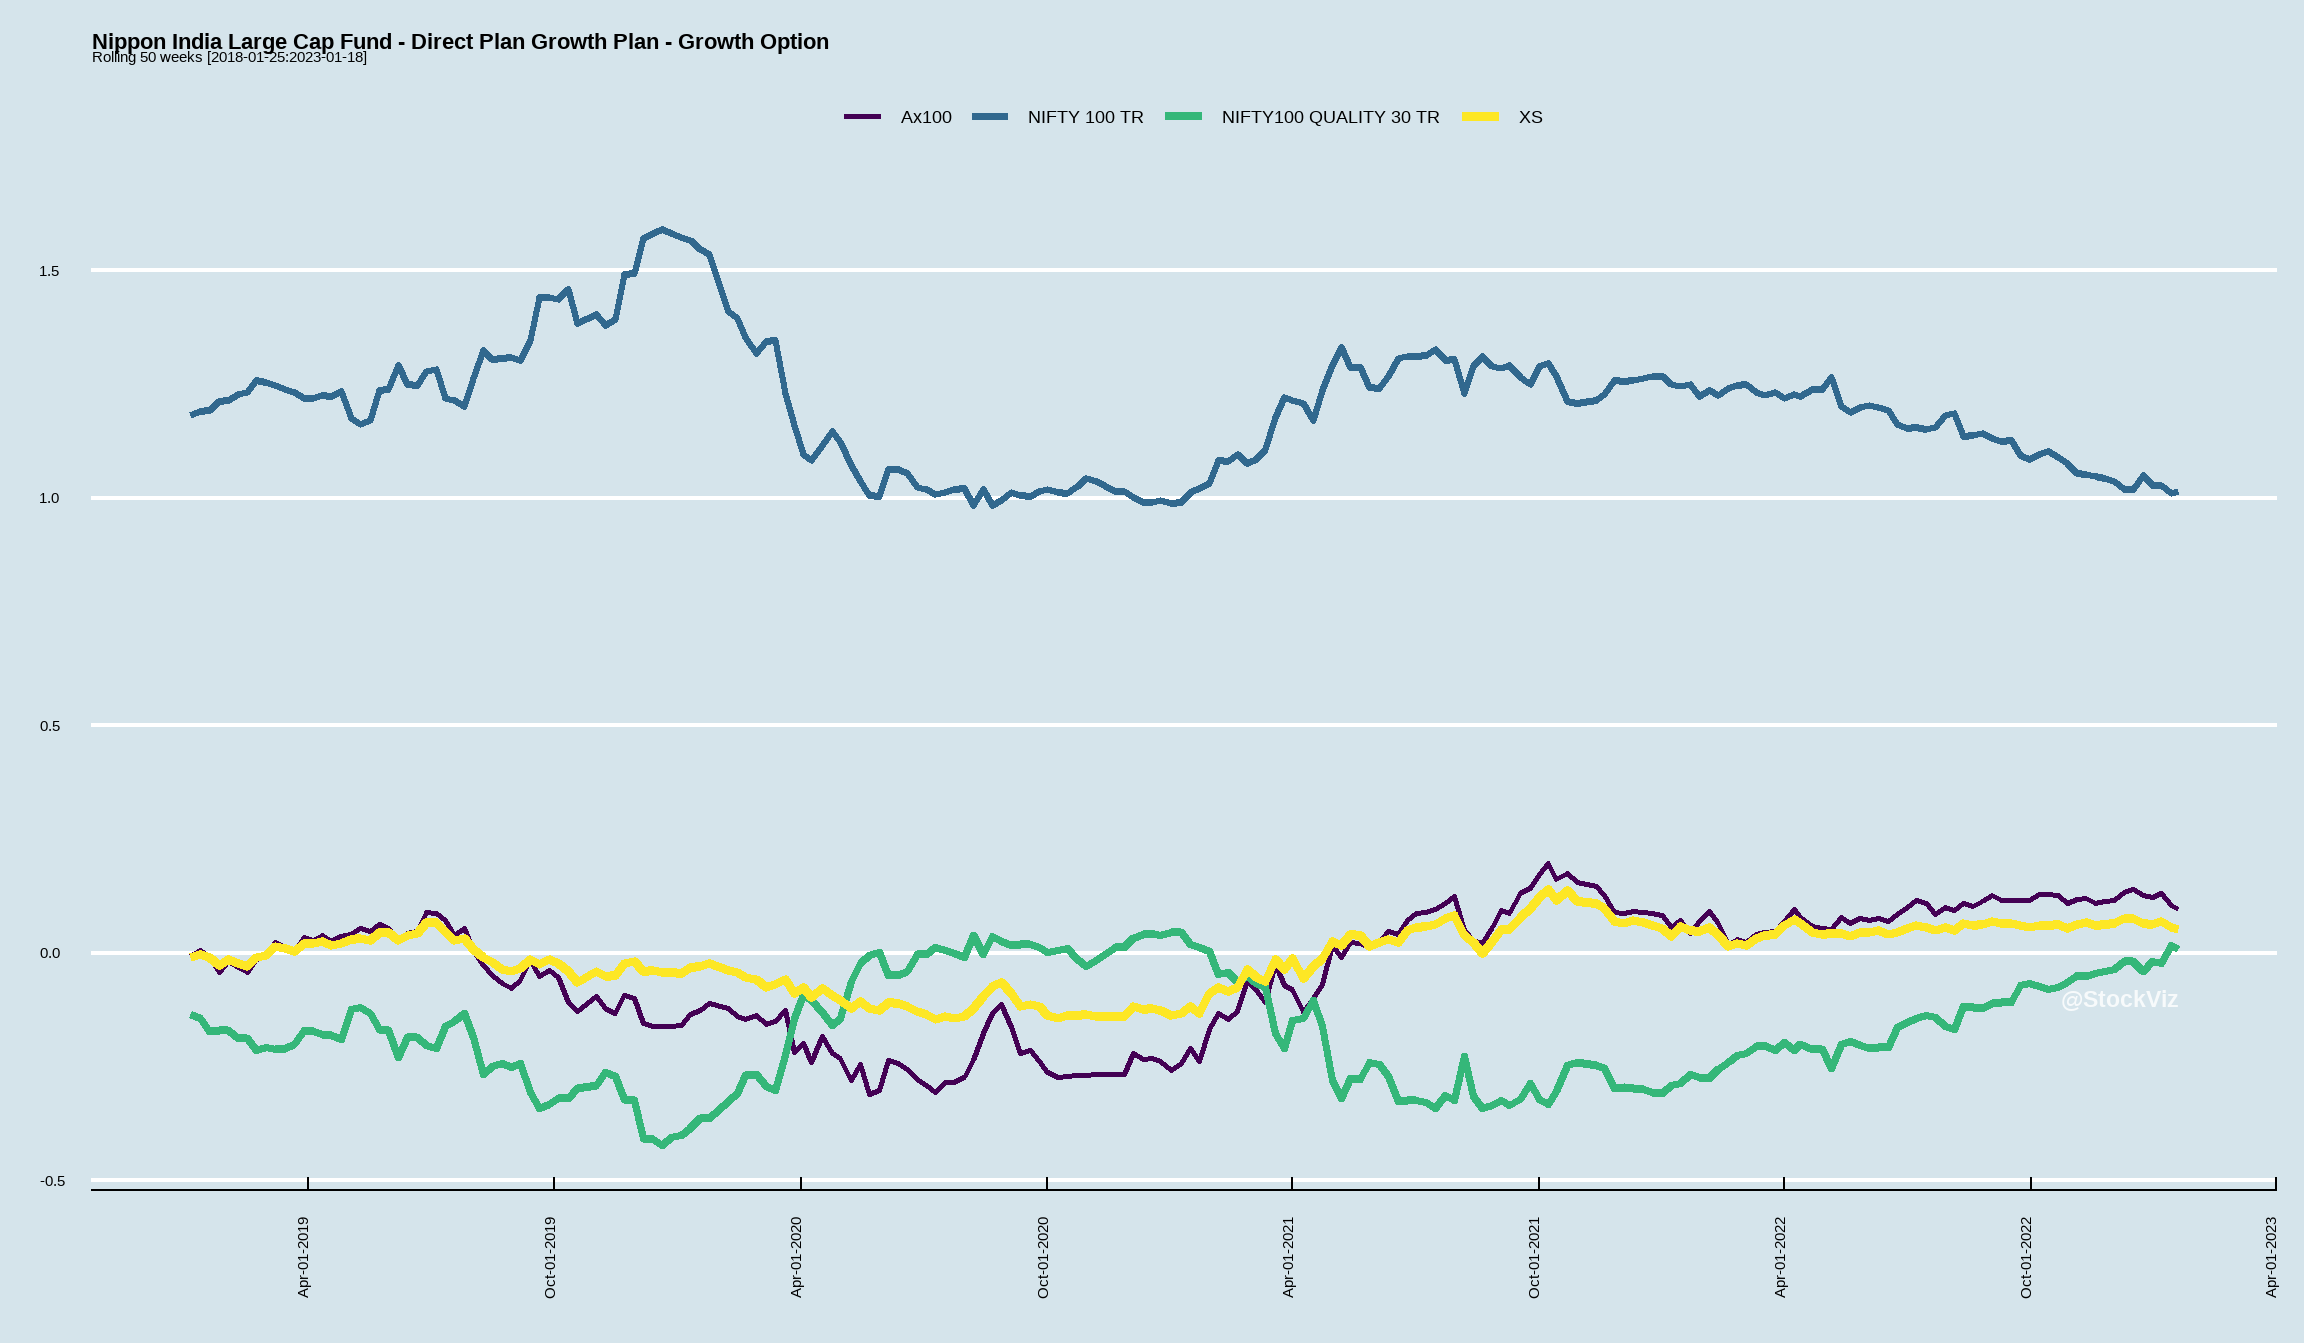 Nippon India Large Cap Fund - Direct Plan Growth Plan - Growth Option
Rolling 50 weeks [2018-01-25:2023-01-18]
Ax100 NIFTY 100 TR NIFTY100 QUALITY 30 TR XS
1.5
1.0
0.5
0.0
-0.5
@StockViz
Apr-01-2019
Oct-01-2019
Apr-01-2020
Oct-01-2020
Apr-01-2021
Oct-01-2021
Apr-01-2022
Oct-01-2022
Apr-01-2023